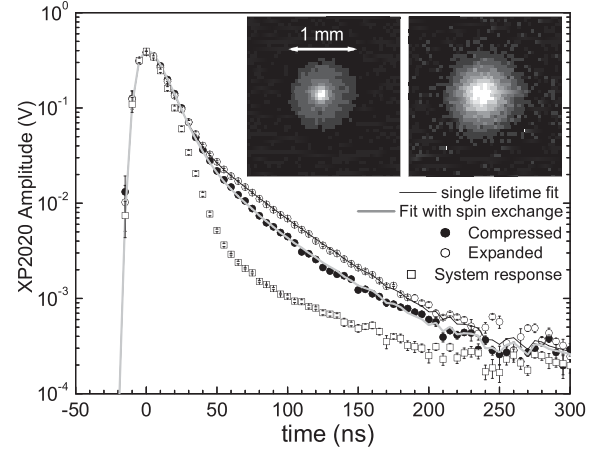 10^0
10^-1
10^-2
10^-3
10^-4
XP2020 Amplitude (V)
1 mm
single lifetime fit
Fit with spin exchange
Compressed
Expanded
System response
-50 0 50 100 150 200 250 300
time (ns)